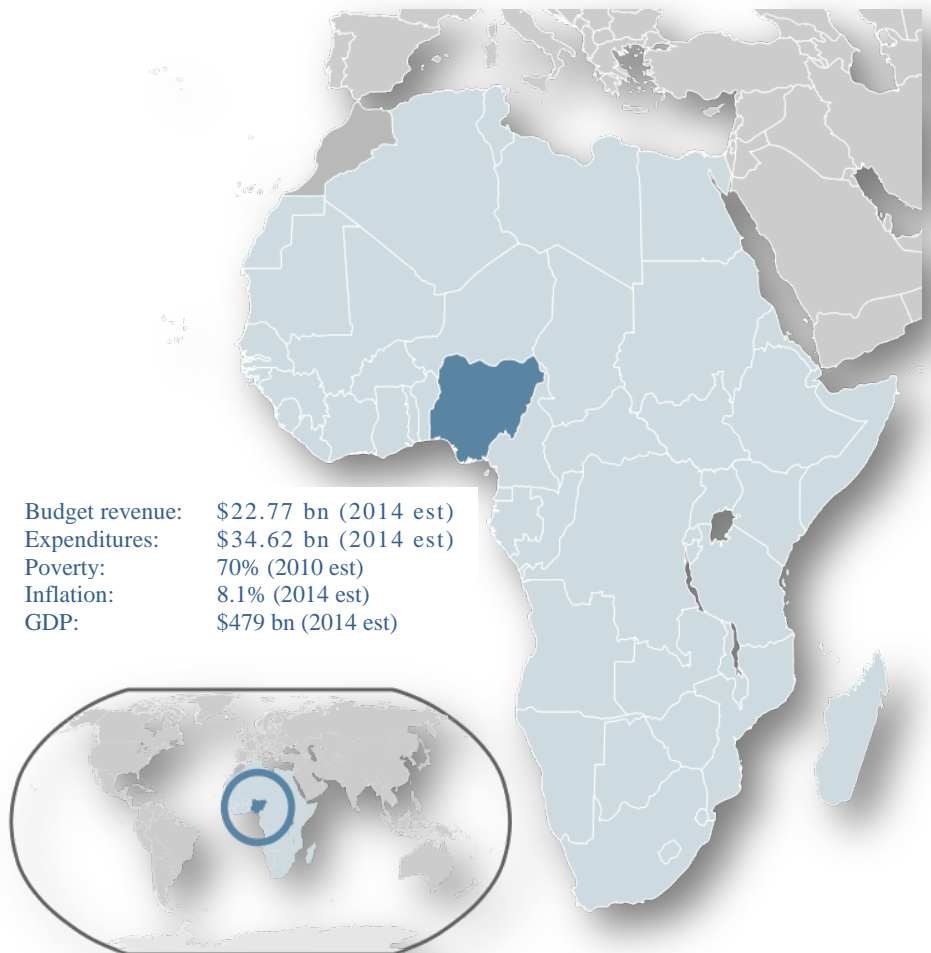 Budget revenue: $22.77 bn (2014 est)
Expenditures: $34.62 bn (2014 est)
Poverty: 70% (2010 est)
Inflation: 8.1% (2014 est)
GDP: $479 bn (2014 est)